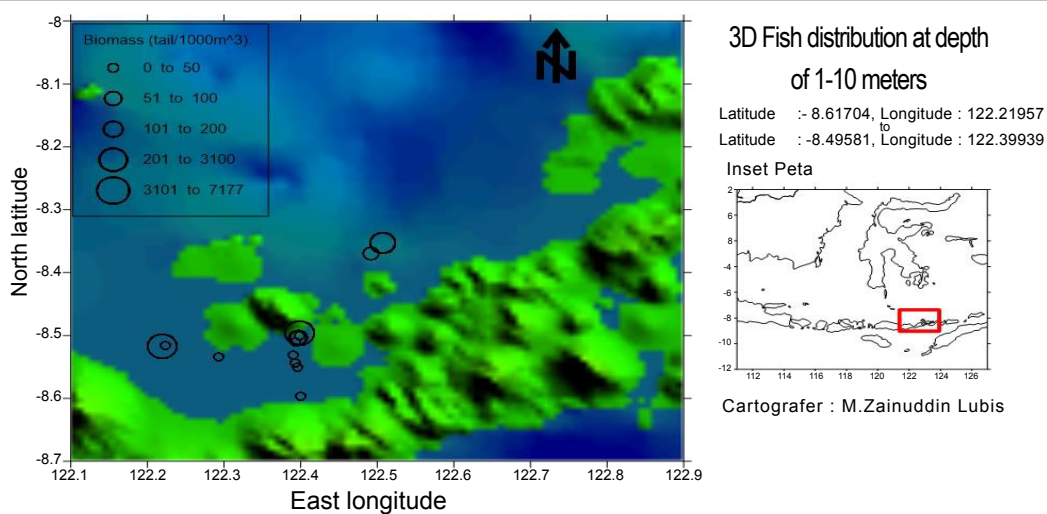 -8
-8.1
-8.2
-8.3
-8.4
-8.5
-8.6
-8.7
North latitude
Biomass (tail/1000m^3).
0 to 50
51 to 100
101 to 200
201 to 3100
3101 to 7177
N
122.1 122.2 122.3 122.4 122.5 122.6 122.7 122.8 122.9
East longitude
3D Fish distribution at depth
of 1-10 meters
Latitude :- 8.61704, Longitude : 122.21957
to
Latitude : -8.49581, Longitude : 122.39939
Inset Peta
2
6
8
-4
-6
-8
-10
-12
112 114 116 118 120 122 124 126
Cartografer : M.Zainuddin Lubis